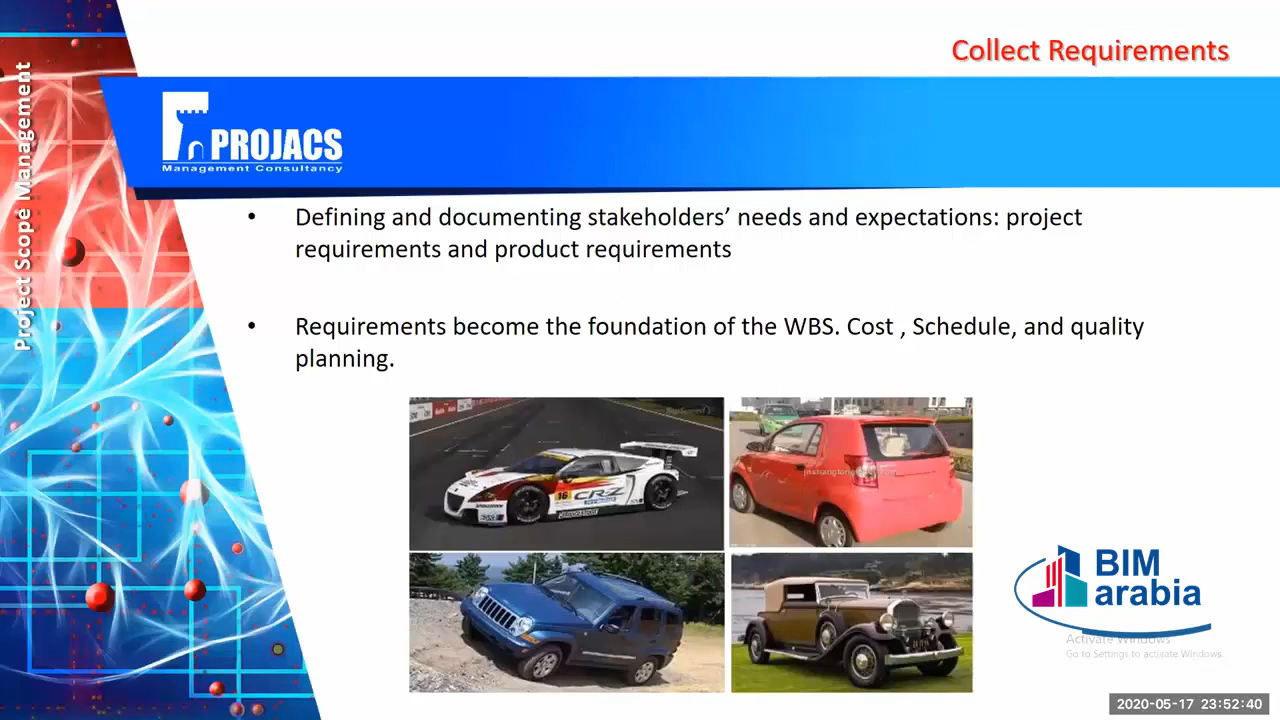 Collect Requirements
Project Scope Management
PROJACS
Management Consultancy
• Defining and documenting stakeholders’ needs and expectations: project
requirements and product requirements
• Requirements become the foundation of the WBS. Cost , Schedule, and quality
planning.
16 CR-Z
BIM
arabia
Activate Windows
Go to Settings to activate Windows.
2020-05-17 23:52:40